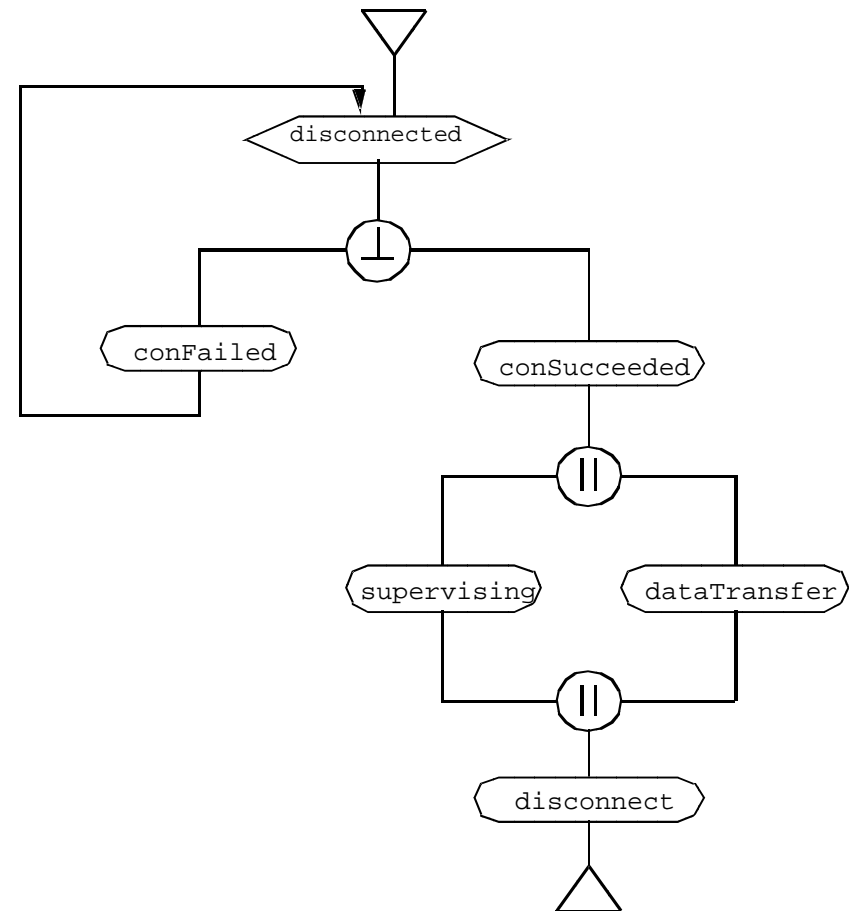 disconnected
conFailed
conSucceeded
supervising
dataTransfer
disconnect